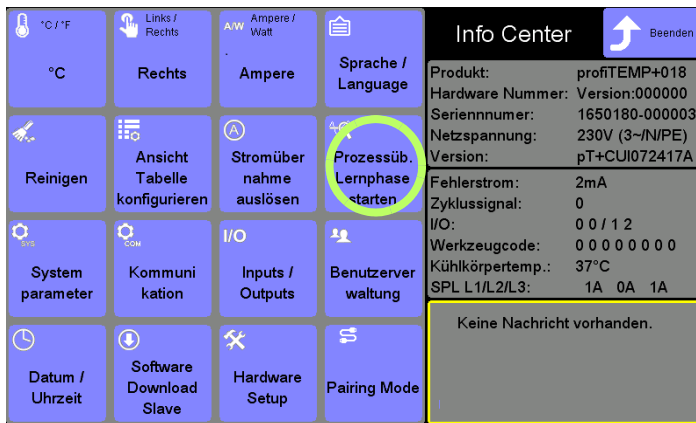 °C / °F
°C
Links /
Rechts
Rechts
A/W
Ampere /
Watt
Ampere
Sprache /
Language
Reinigen
Ansicht
Tabelle
konfigurieren
A
Stromüber
nahme
auslösen
Prozessüb.
Lernphase
starten
SYS
System
parameter
COM
Kommuni
kation
I/O
Inputs /
Outputs
Benutzerver
waltung
Datum /
Uhrzeit
Software
Download
Slave
Hardware
Setup
Pairing Mode
Info Center
Beenden
Produkt: profiTEMP+018
Hardware Nummer: Version:000000
Seriennnumer: 1650180-000003
Netzspannung: 230V (3~/N/PE)
Version: pT+CUI072417A
Fehlerstrom: 2mA
Zyklussignal: 0
I/O: 0 0 / 1 2
Werkzeugcode: 0 0 0 0 0 0 0 0
Kühlkörpertemp.: 37°C
SPL L1/L2/L3: 1A 0A 1A
Keine Nachricht vorhanden.